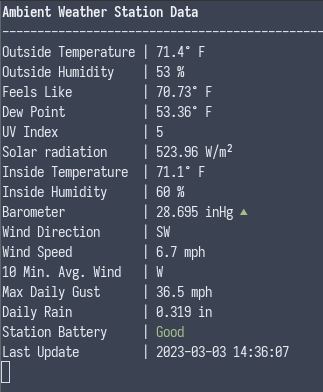 Ambient Weather Station Data
----------------------------------------------
Outside Temperature | 71.4° F
Outside Humidity | 53 %
Feels Like | 70.73° F
Dew Point | 53.36° F
UV Index | 5
Solar radiation | 523.96 W/m²
Inside Temperature | 71.1° F
Inside Humidity | 60 %
Barometer | 28.695 inHg ▲
Wind Direction | SW
Wind Speed | 6.7 mph
10 Min. Avg. Wind | W
Max Daily Gust | 36.5 mph
Daily Rain | 0.319 in
Station Battery | Good
Last Update | 2023-03-03 14:36:07